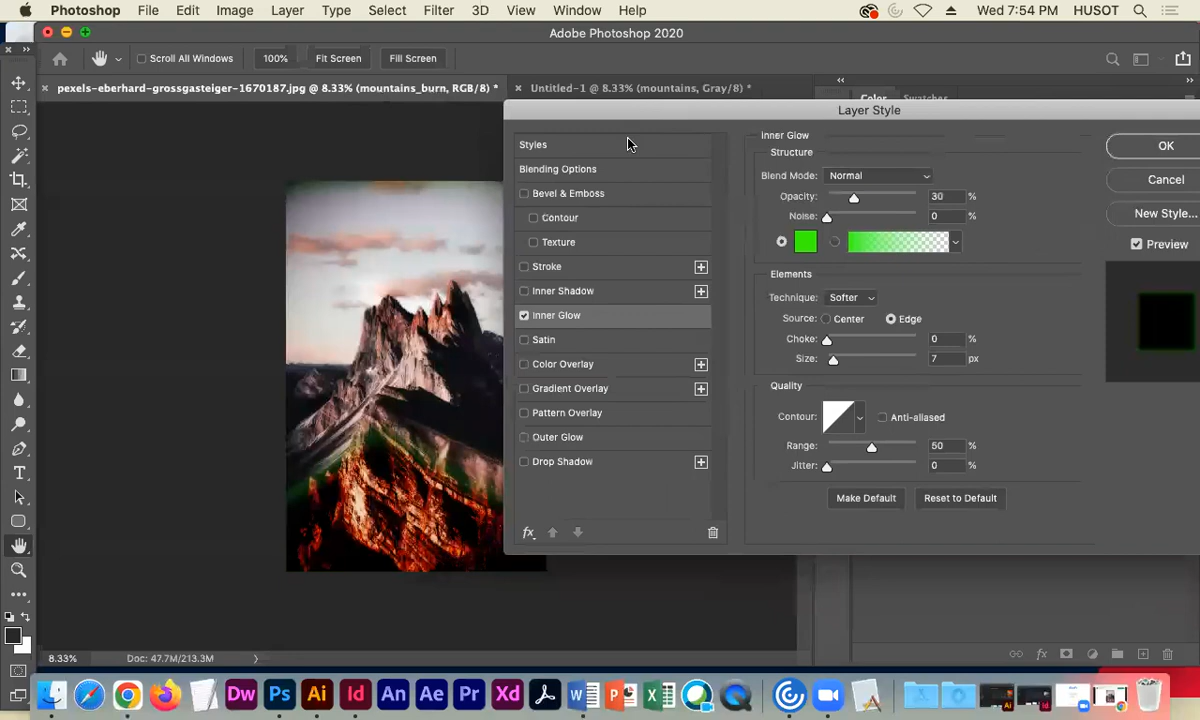 Photoshop File Edit Image Layer Type Select Filter 3D View Window Help Wed 7:54 PM HUSOT
Adobe Photoshop 2020
Scroll All Windows 100% Fit Screen Fill Screen
pexels-eberhard-grossgasteiger-1670187.jpg @ 8.33% (mountains_burn, RGB/8) * Untitled-1 @ 8.33% (mountains, Gray/8) *
Color Swatches
Layer Style
Styles
Blending Options
Bevel & Emboss
Contour
Texture
Stroke
Inner Shadow
Inner Glow
Satin
Color Overlay
Gradient Overlay
Pattern Overlay
Outer Glow
Drop Shadow
fx
Inner Glow
Structure
Blend Mode: Normal
Opacity: 30 %
Noise: 0 %
Elements
Technique: Softer
Source: Center Edge
Choke: 0 %
Size: 7 px
Quality
Contour: Anti-aliased
Range: 50 %
Jitter: 0 %
Make Default Reset to Default
OK
Cancel
New Style...
Preview
T
fx
8.33% Doc: 47.7M/213.3M
Dw Ps Ai Id An Ae Pr Xd